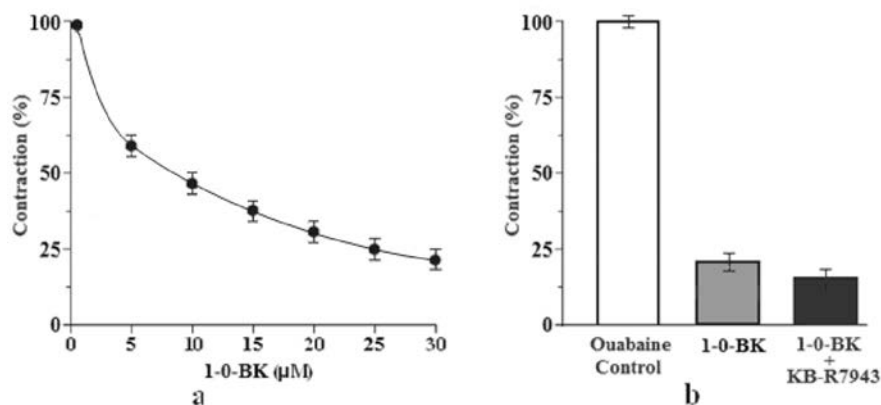 100
75
50
25
0
Contraction (%)
0 5 10 15 20 25 30
1-0-BK (µM)
a
100
75
50
25
0
Contraction (%)
Ouabaine
Control
1-0-BK
1-0-BK
+
KB-R7943
b